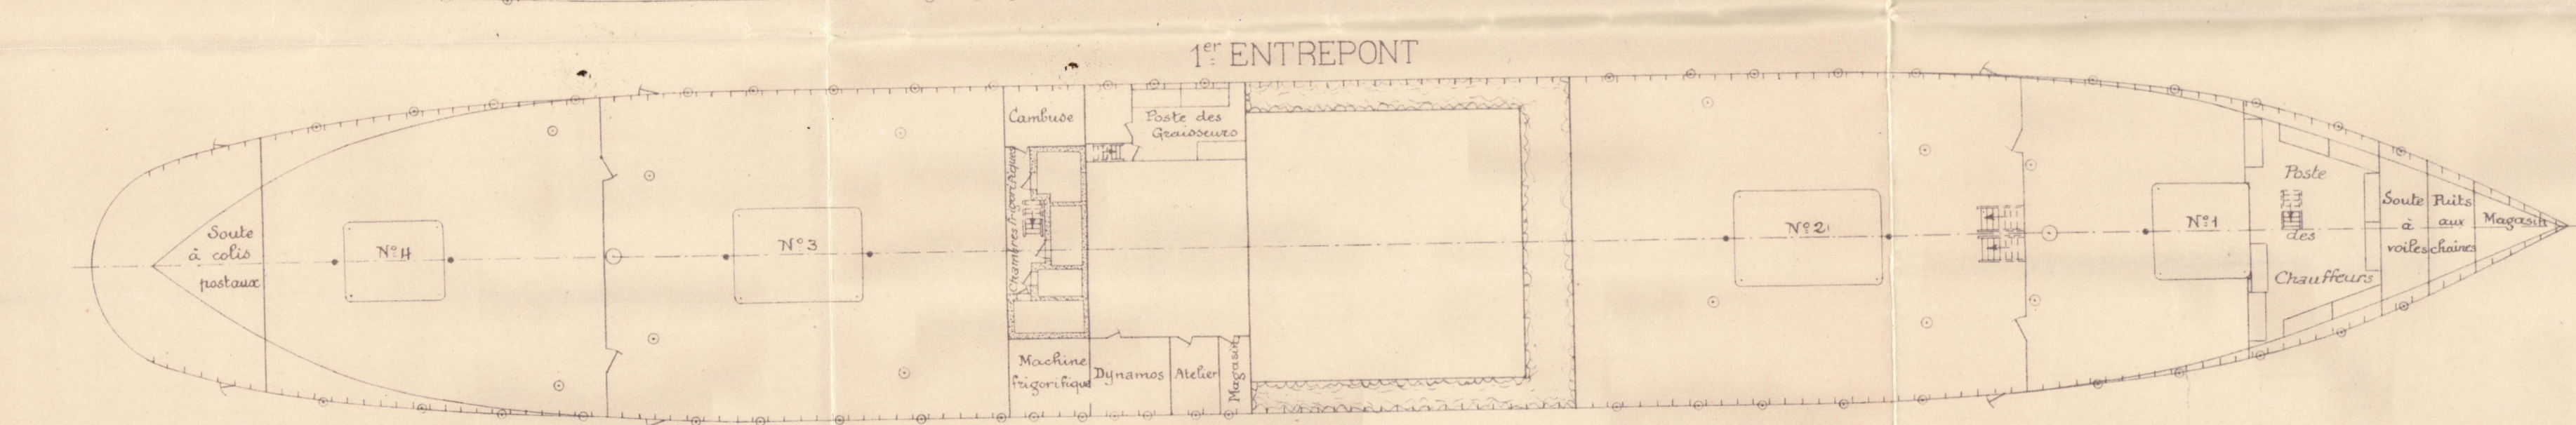 1er ENTREPONT
Soute
à colis
postaux
N°4
N°3
Cambuse
Chambres frigorifiques
Machine
frigorifique
Poste des
Graisseurs
Dynamos
Atelier
Magasin
N°2
N°1
Poste
des
Chauffeurs
Soute
à
voiles
Puits
aux
chaines
Magasin